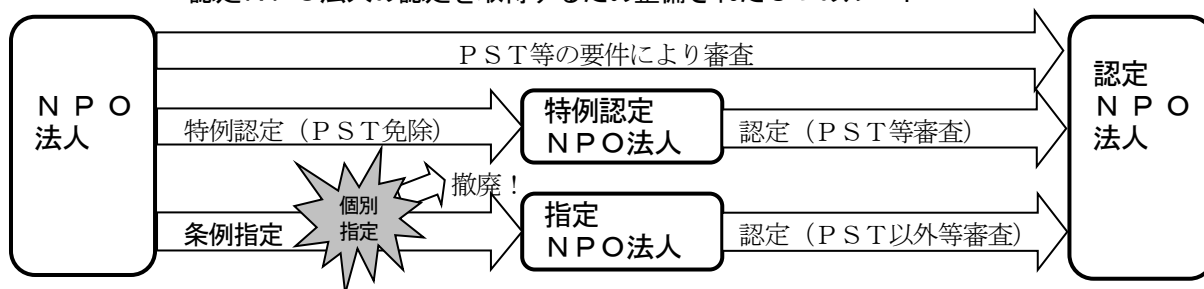 ＰＳＴ等の要件により審査
ＮＰＯ
法人
特例認定（ＰＳＴ免除）
特例認定
ＮＰＯ法人
認定（ＰＳＴ等審査）
認定
ＮＰＯ
法人
個別
指定
撤廃！
条例指定
指定
ＮＰＯ法人
認定（ＰＳＴ以外等審査）